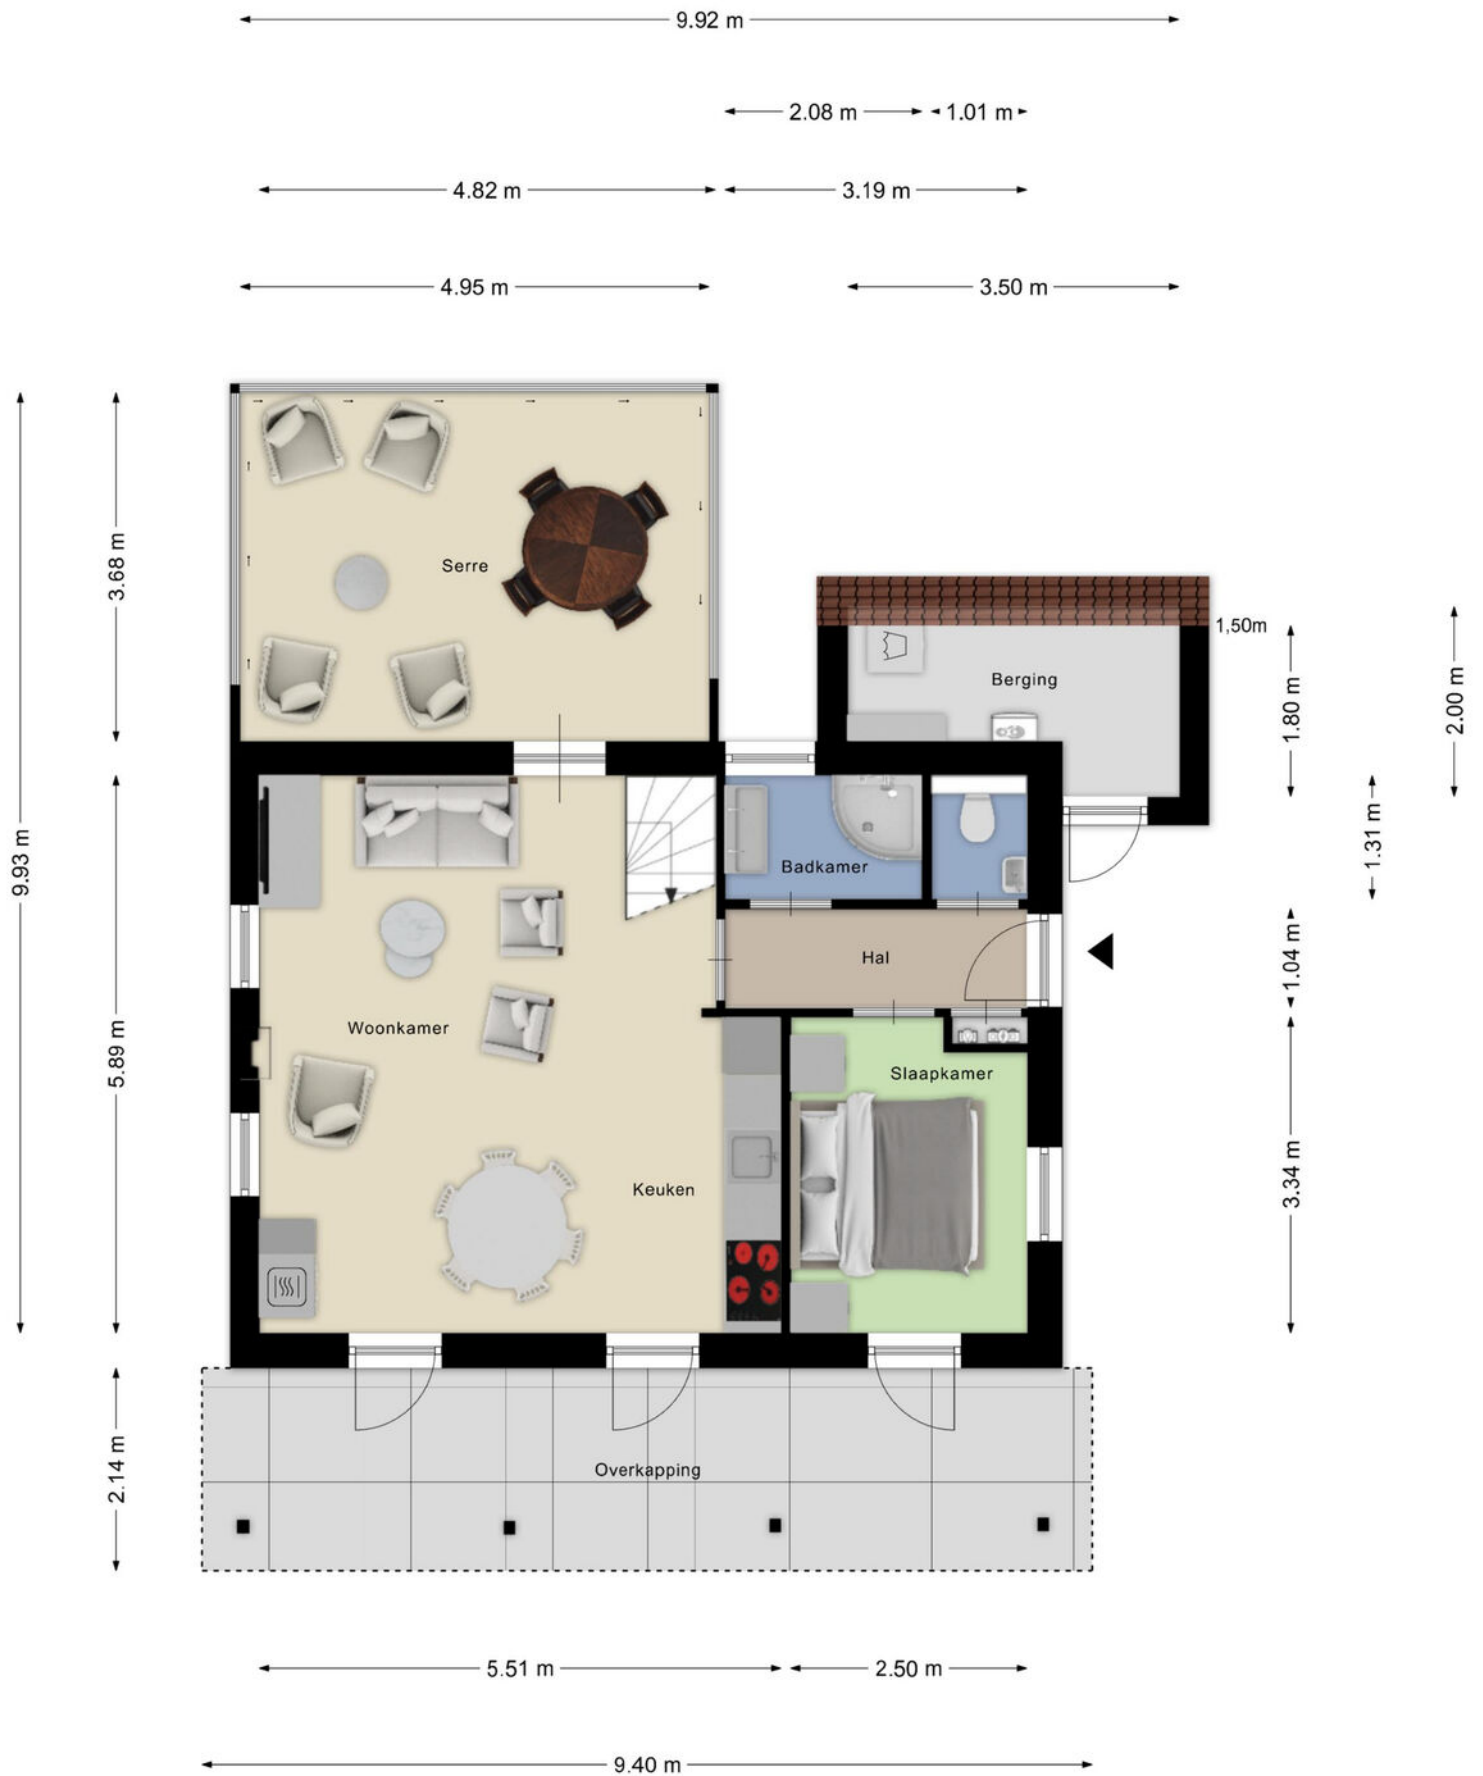 9.92 m
2.08 m
1.01 m
4.82 m
3.19 m
4.95 m
3.50 m
3.68 m
Serre
1,50m
Berging
1.80 m
2.00 m
9.93 m
1.31 m
Badkamer
Hal
1.04 m
Woonkamer
5.89 m
Slaapkamer
3.34 m
Keuken
2.14 m
Overkapping
5.51 m
2.50 m
9.40 m